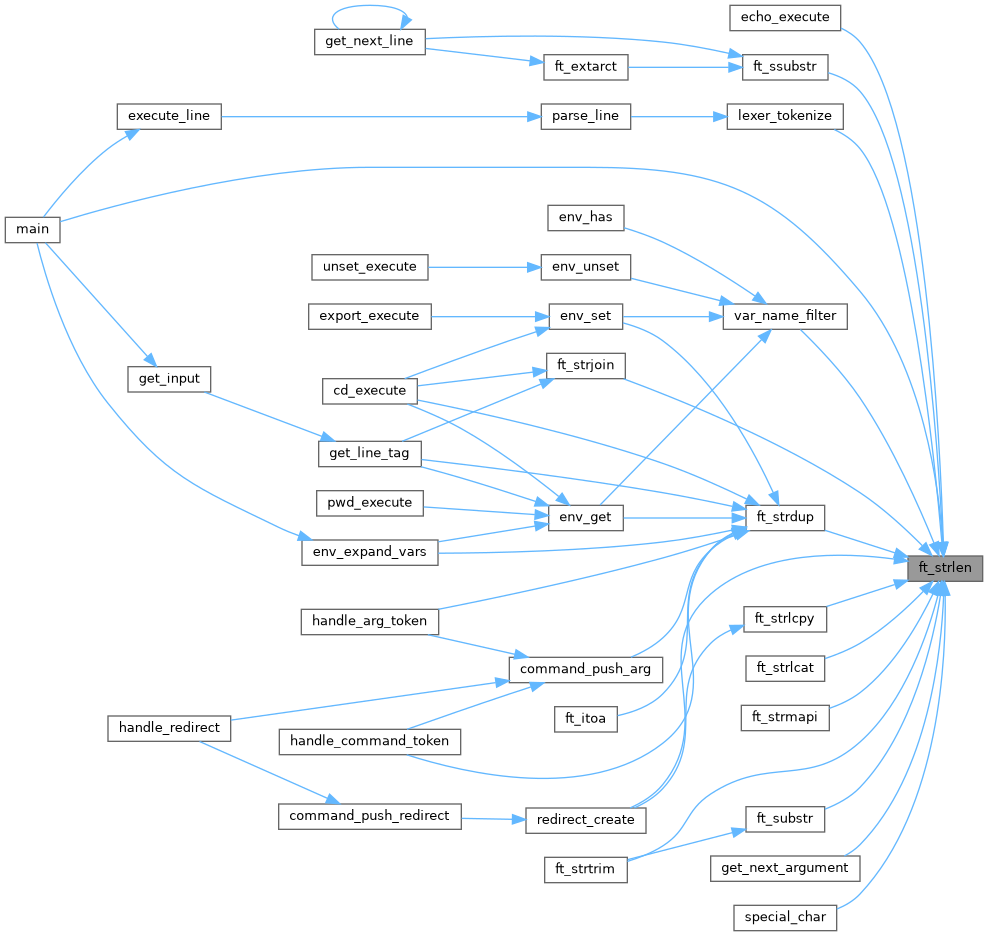 echo_execute
get_next_line
ft_extarct
ft_ssubstr
execute_line
parse_line
lexer_tokenize
main
env_has
unset_execute
env_unset
export_execute
env_set
var_name_filter
get_input
cd_execute
ft_strjoin
get_line_tag
pwd_execute
env_get
ft_strdup
env_expand_vars
ft_strlen
handle_arg_token
ft_strlcpy
command_push_arg
ft_strlcat
handle_redirect
ft_itoa
ft_strmapi
handle_command_token
command_push_redirect
redirect_create
ft_substr
ft_strtrim
get_next_argument
special_char